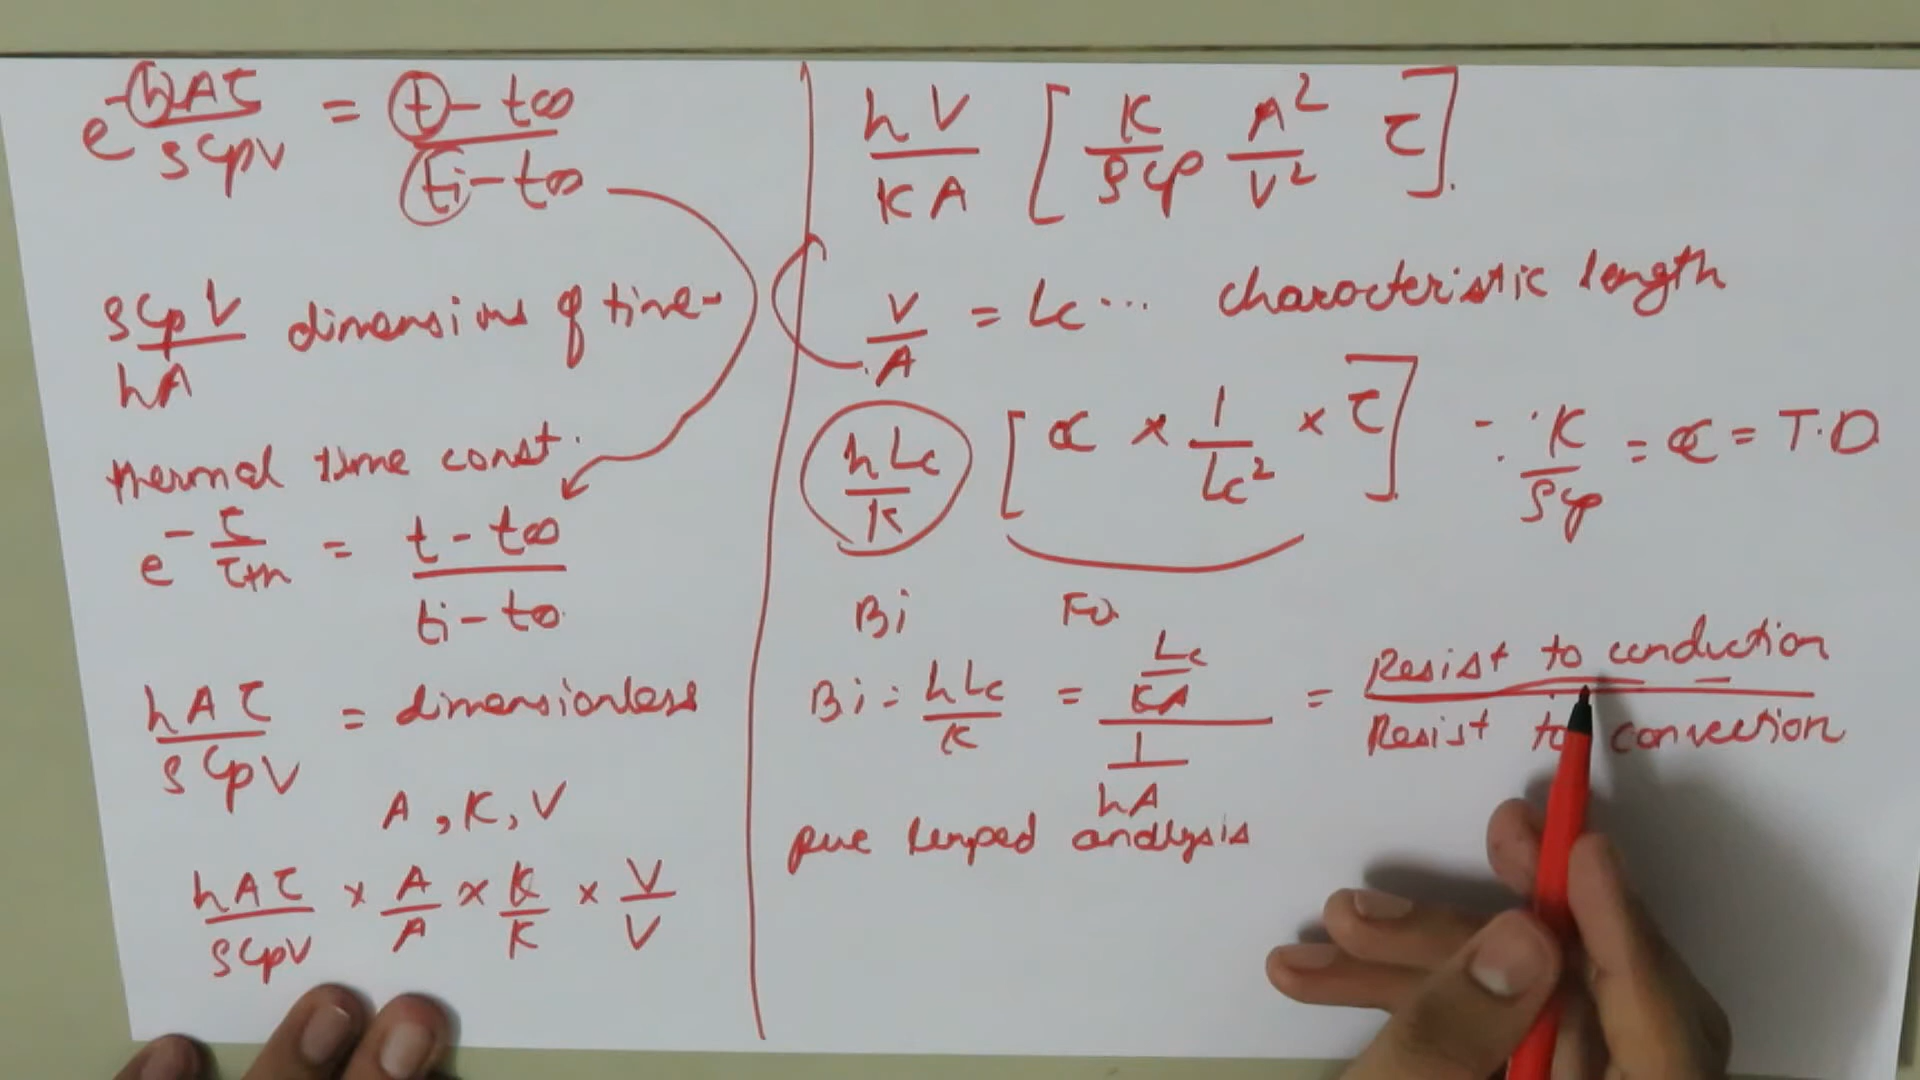 e^(-hAτ/ρCpV) = (t - t∞)/(ti - t∞)
ρCpV/hA dimensions of time-
thermal time const.
e^(-τ/τth) = (t - t∞)/(ti - t∞)
hAτ/ρCpV = dimensionless
A, K, V
hAτ/ρCpV × A/A × K/K × V/V
hV/KA [K/ρCp A²/V² τ].
V/A = Lc ... characteristic length
hLc/K [α × 1/Lc² × τ] ∵ K/ρCp = α = T.D
Bi Fo
Bi = hLc/K = (Lc/KA)/(1/hA) = Resist to conduction/Resist to convection
pure lumped analysis